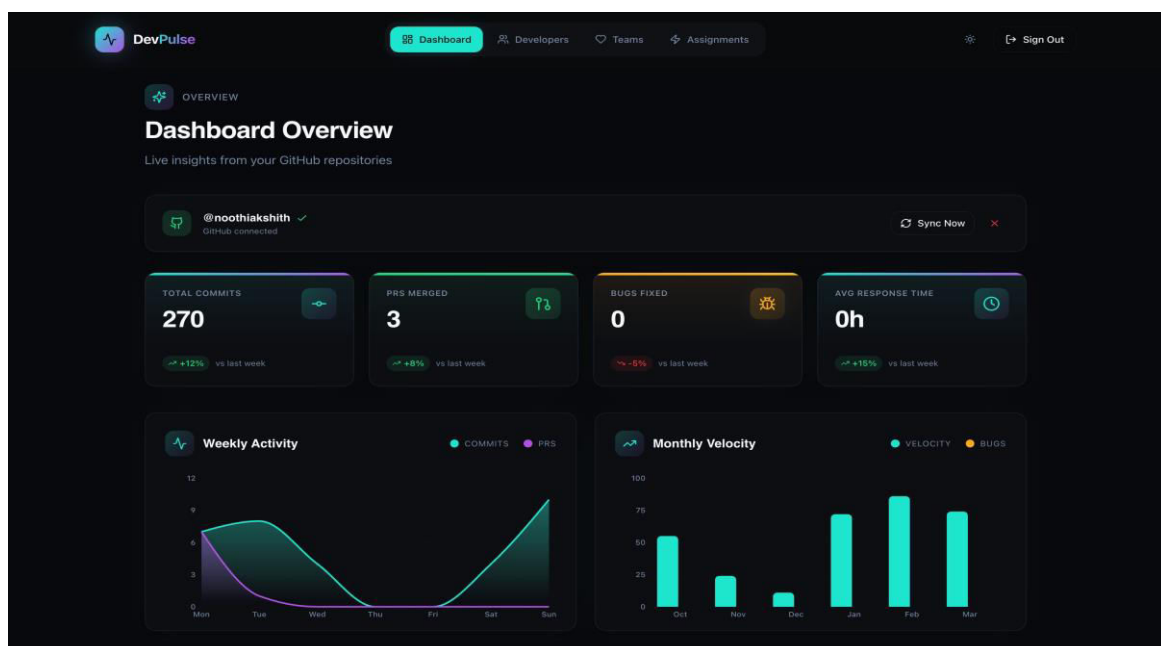 DevPulse
Dashboard
Developers
Teams
Assignments
Sign Out
OVERVIEW
Dashboard Overview
Live insights from your GitHub repositories
@noothiakshith
GitHub connected
Sync Now
TOTAL COMMITS
270
+12% vs last week
PRS MERGED
3
+8% vs last week
BUGS FIXED
0
-5% vs last week
AVG RESPONSE TIME
0h
+15% vs last week
Weekly Activity
COMMITS
PRS
12
9
6
3
0
Mon Tue Wed Thu Fri Sat Sun
Monthly Velocity
VELOCITY
BUGS
100
75
50
25
0
Oct Nov Dec Jan Feb Mar